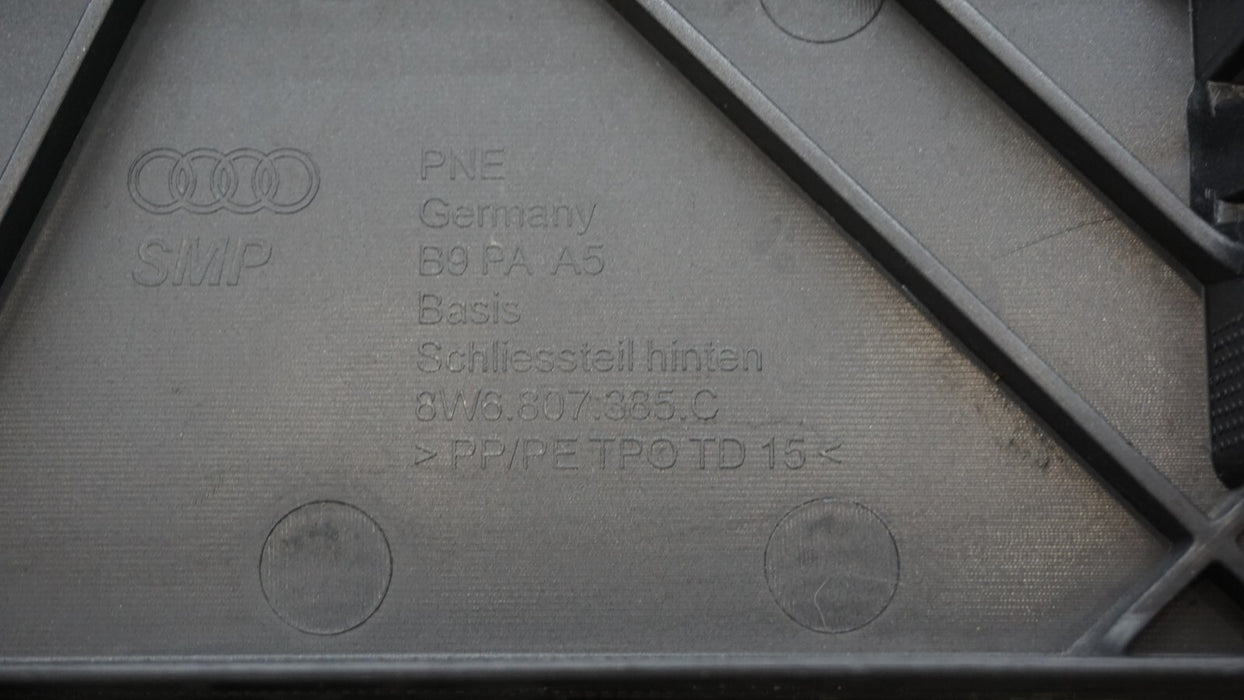 SMP
PNE
Germany
B9 PA A5
Basis
Schliessteil hinten
8W6.807.385.C
> PP/PE TPO TD 15 <